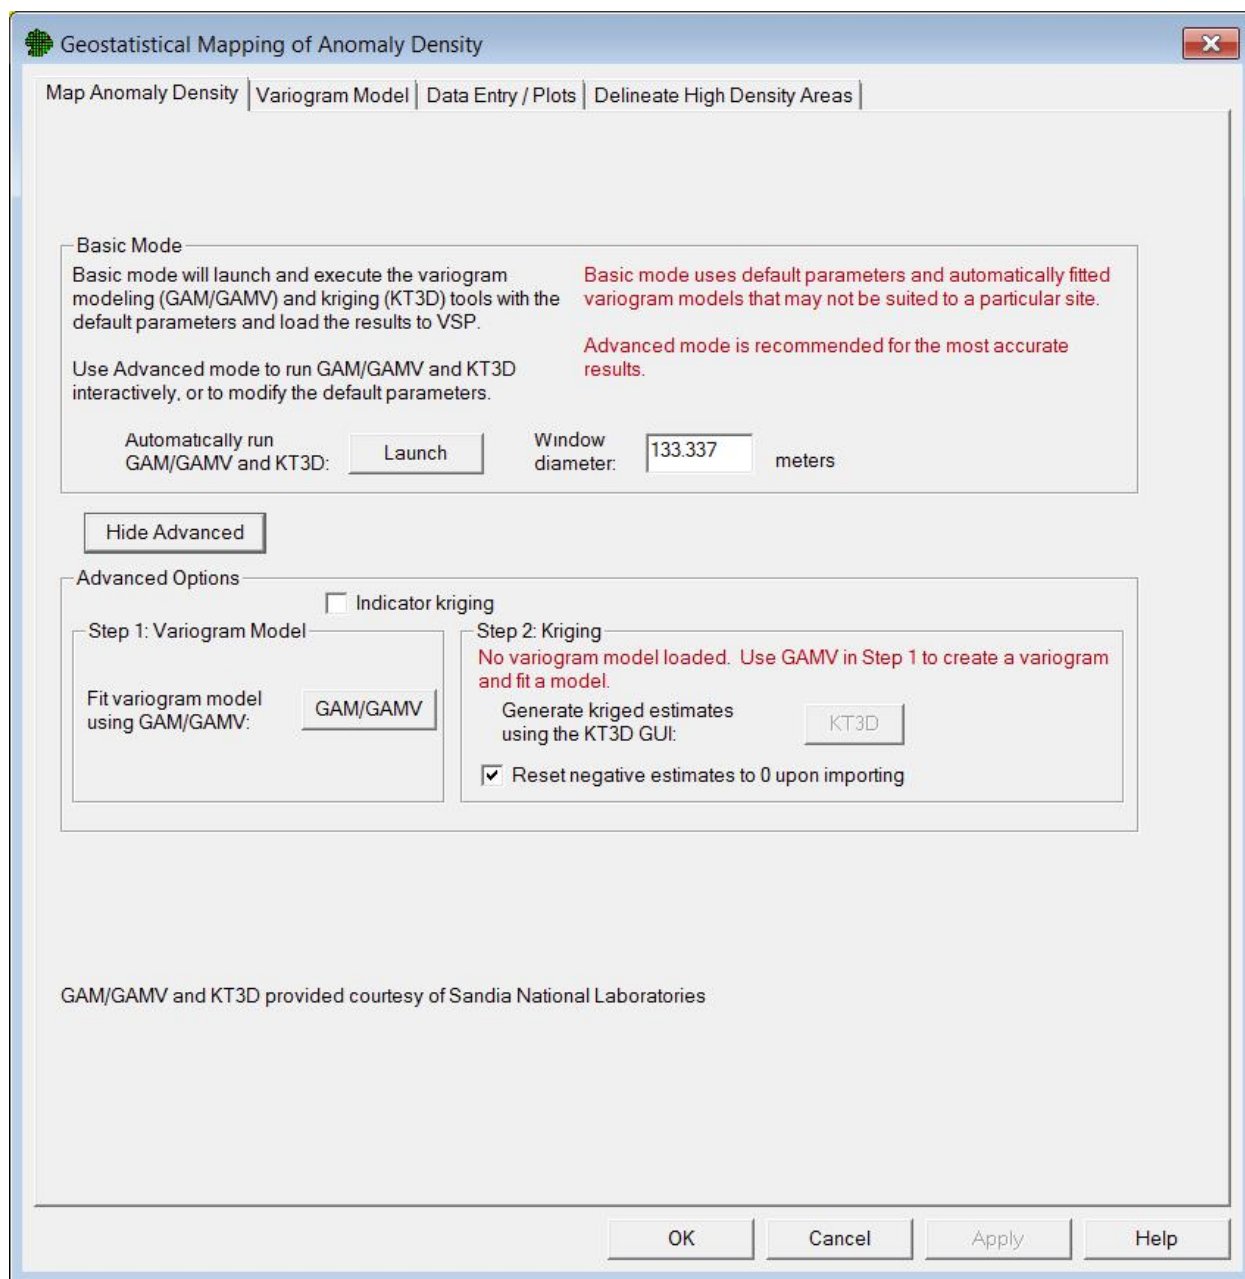 Geostatistical Mapping of Anomaly Density
Map Anomaly Density
Variogram Model
Data Entry / Plots
Delineate High Density Areas
Basic Mode
Basic mode will launch and execute the variogram
modeling (GAM/GAMV) and kriging (KT3D) tools with the
default parameters and load the results to VSP.
Use Advanced mode to run GAM/GAMV and KT3D
interactively, or to modify the default parameters.
Basic mode uses default parameters and automatically fitted
variogram models that may not be suited to a particular site.
Advanced mode is recommended for the most accurate
results.
Automatically run
GAM/GAMV and KT3D:
Launch
Window
diameter:
133.337
meters
Hide Advanced
Advanced Options
Indicator kriging
Step 1: Variogram Model
Fit variogram model
using GAM/GAMV:
GAM/GAMV
Step 2: Kriging
No variogram model loaded. Use GAMV in Step 1 to create a variogram
and fit a model.
Generate kriged estimates
using the KT3D GUI:
KT3D
Reset negative estimates to 0 upon importing
GAM/GAMV and KT3D provided courtesy of Sandia National Laboratories
OK
Cancel
Apply
Help